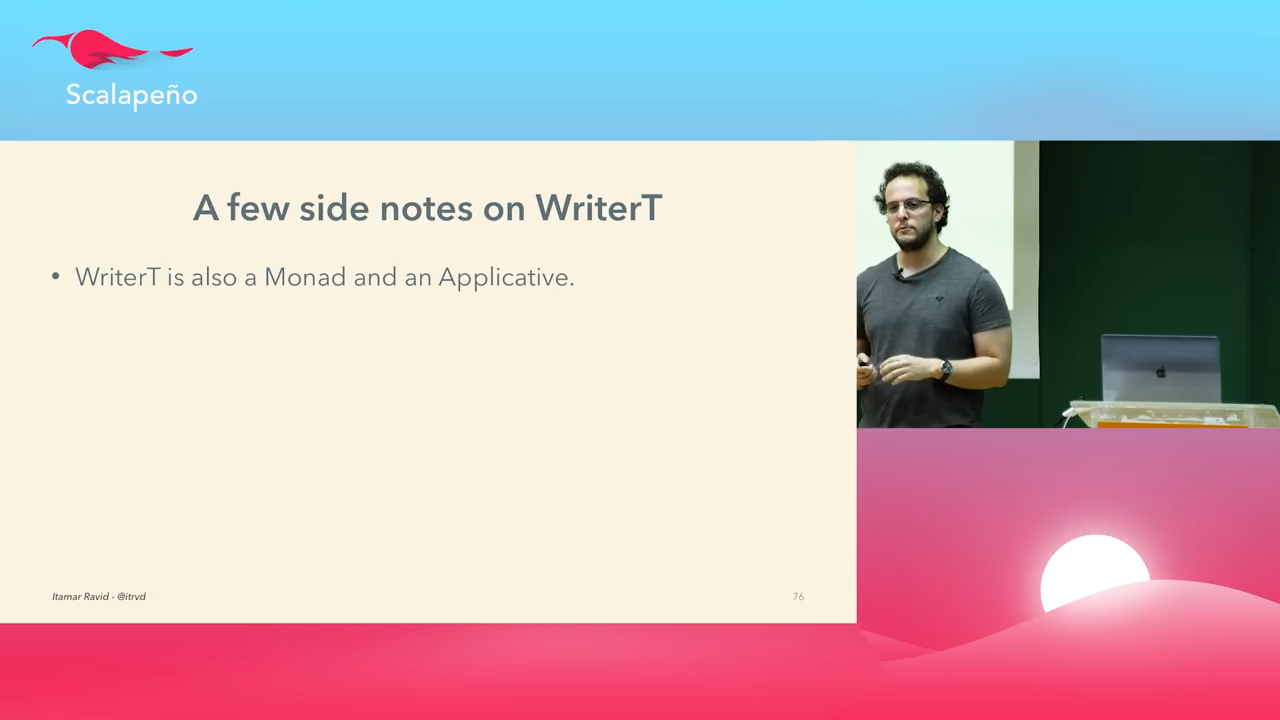 Scalapeño
A few side notes on WriterT
• WriterT is also a Monad and an Applicative.
Itamar Ravid - @itrvd
76